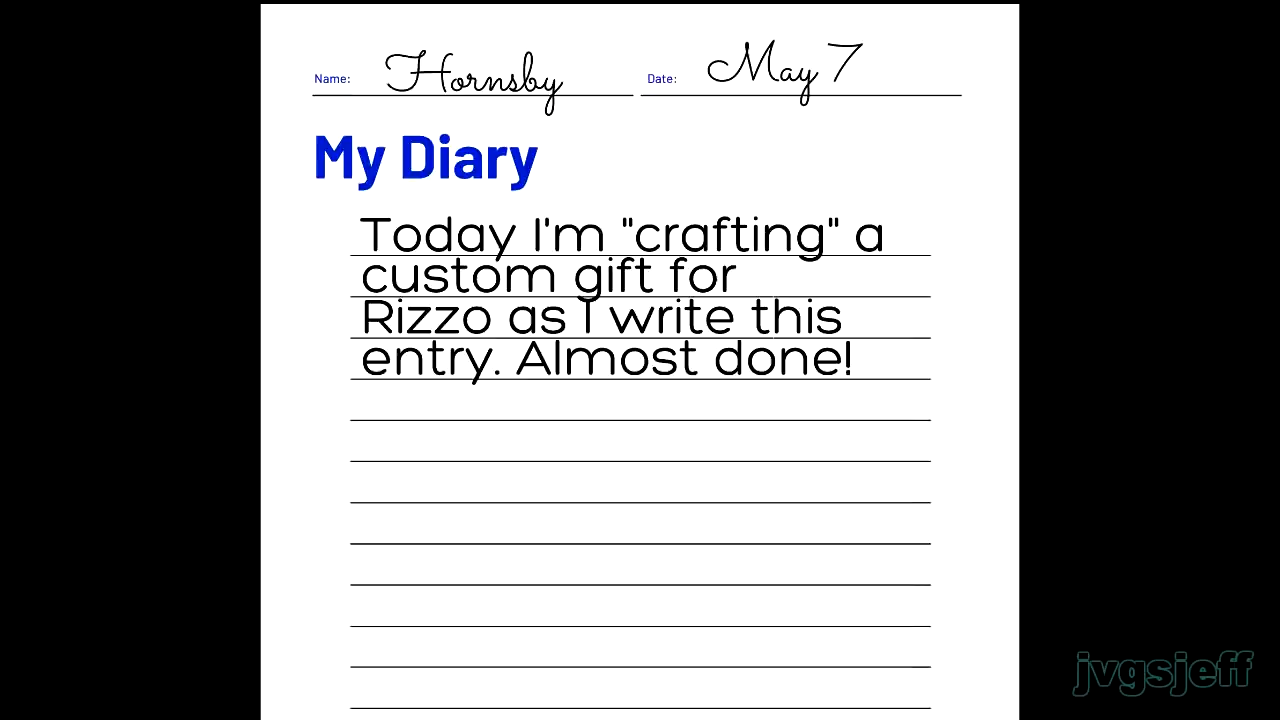 Name: Hornsby Date: May 7
My Diary
Today I'm "crafting" a
custom gift for
Rizzo as I write this
entry. Almost done!
jvgsjeff